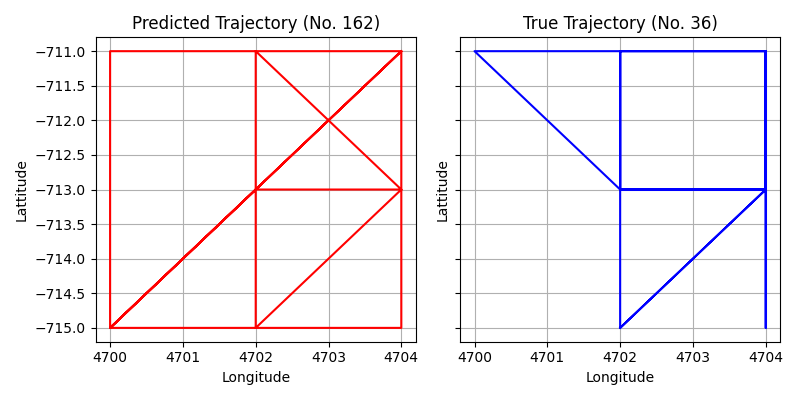 Predicted Trajectory (No. 162)
True Trajectory (No. 36)
−711.0
−711.5
−712.0
−712.5
−713.0
−713.5
−714.0
−714.5
−715.0
Lattitude
Lattitude
4700 4701 4702 4703 4704
4700 4701 4702 4703 4704
Longitude
Longitude